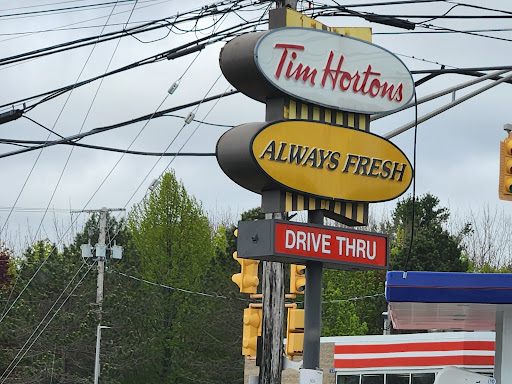 Tim Hortons
ALWAYS FRESH
DRIVE THRU